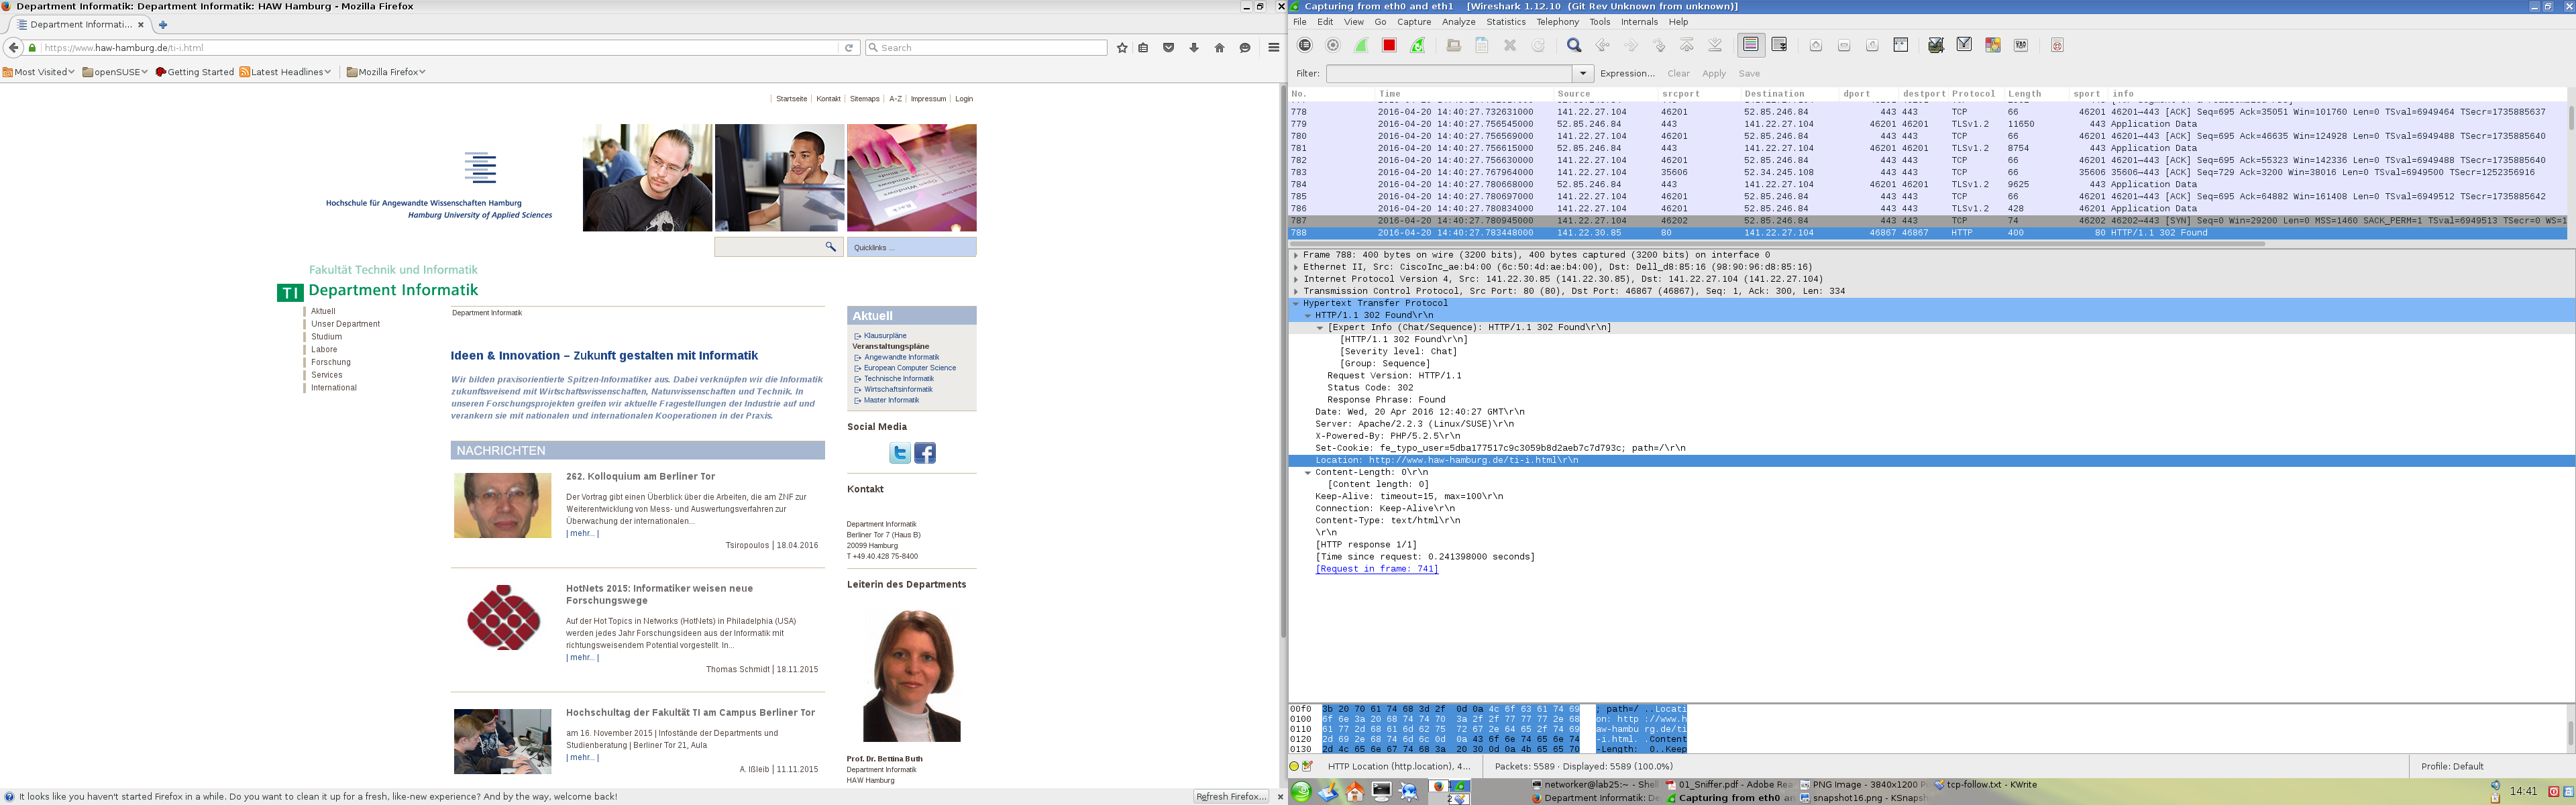 Department Informatik: Department Informatik: HAW Hamburg - Mozilla Firefox
Department Informati...
https://www.haw-hamburg.de/ti-i.html
Search
Most Visited openSUSE Getting Started Latest Headlines Mozilla Firefox
Startseite Kontakt Sitemaps A-Z Impressum Login
Hochschule für Angewandte Wissenschaften Hamburg
Hamburg University of Applied Sciences
Quicklinks ...
Fakultät Technik und Informatik
TI Department Informatik
Aktuell
Unser Department
Studium
Labore
Forschung
Services
International
Department Informatik
Ideen & Innovation – Zukunft gestalten mit Informatik
Wir bilden praxisorientierte Spitzen-Informatiker aus. Dabei verknüpfen wir die Informatik
zukunftsweisend mit Wirtschaftswissenschaften, Naturwissenschaften und Technik. In
unseren Forschungsprojekten greifen wir aktuelle Fragestellungen der Industrie auf und
verankern sie mit nationalen und internationalen Kooperationen in der Praxis.
NACHRICHTEN
262. Kolloquium am Berliner Tor
Der Vortrag gibt einen Überblick über die Arbeiten, die am ZNF zur
Weiterentwicklung von Mess- und Auswertungsverfahren zur
Überwachung der internationalen...
| mehr... |
Tsiropoulos | 18.04.2016
HotNets 2015: Informatiker weisen neue
Forschungswege
Auf der Hot Topics in Networks (HotNets) in Philadelphia (USA)
werden jedes Jahr Forschungsideen aus der Informatik mit
richtungsweisendem Potential vorgestellt. In...
| mehr... |
Thomas Schmidt | 18.11.2015
Hochschultag der Fakultät TI am Campus Berliner Tor
am 16. November 2015 | Infostände der Departments und
Studienberatung | Berliner Tor 21, Aula
| mehr... |
A. Ißleib | 11.11.2015
Aktuell
Klausurpläne
Veranstaltungspläne
Angewandte Informatik
European Computer Science
Technische Informatik
Wirtschaftsinformatik
Master Informatik
Social Media
Kontakt
Department Informatik
Berliner Tor 7 (Haus B)
20099 Hamburg
T +49.40.428 75-8400
Leiterin des Departments
Prof. Dr. Bettina Buth
Department Informatik
HAW Hamburg
It looks like you haven't started Firefox in a while. Do you want to clean it up for a fresh, like-new experience? And by the way, welcome back!
Refresh Firefox...
Capturing from eth0 and eth1 [Wireshark 1.12.10 (Git Rev Unknown from unknown)]
File Edit View Go Capture Analyze Statistics Telephony Tools Internals Help
Filter: Expression... Clear Apply Save
No. Time Source srcport Destination dport destport Protocol Length sport info
778 2016-04-20 14:40:27.732631000 141.22.27.104 46201 52.85.246.84 443 443 TCP 66 46201 46201→443 [ACK] Seq=695 Ack=35051 Win=101760 Len=0 TSval=6949464 TSecr=1735885637
779 2016-04-20 14:40:27.756545000 52.85.246.84 443 141.22.27.104 46201 46201 TLSv1.2 11650 443 Application Data
780 2016-04-20 14:40:27.756569000 141.22.27.104 46201 52.85.246.84 443 443 TCP 66 46201 46201→443 [ACK] Seq=695 Ack=46635 Win=124928 Len=0 TSval=6949488 TSecr=1735885640
781 2016-04-20 14:40:27.756615000 52.85.246.84 443 141.22.27.104 46201 46201 TLSv1.2 8754 443 Application Data
782 2016-04-20 14:40:27.756630000 141.22.27.104 46201 52.85.246.84 443 443 TCP 66 46201 46201→443 [ACK] Seq=695 Ack=55323 Win=142336 Len=0 TSval=6949488 TSecr=1735885640
783 2016-04-20 14:40:27.767964000 141.22.27.104 35606 52.34.245.108 443 443 TCP 66 35606 35606→443 [ACK] Seq=729 Ack=3200 Win=38016 Len=0 TSval=6949500 TSecr=1252356916
784 2016-04-20 14:40:27.780668000 52.85.246.84 443 141.22.27.104 46201 46201 TLSv1.2 9625 443 Application Data
785 2016-04-20 14:40:27.780697000 141.22.27.104 46201 52.85.246.84 443 443 TCP 66 46201 46201→443 [ACK] Seq=695 Ack=64882 Win=161408 Len=0 TSval=6949512 TSecr=1735885642
786 2016-04-20 14:40:27.780834000 141.22.27.104 46201 52.85.246.84 443 443 TLSv1.2 428 46201 Application Data
787 2016-04-20 14:40:27.780945000 141.22.27.104 46202 52.85.246.84 443 443 TCP 74 46202 46202→443 [SYN] Seq=0 Win=29200 Len=0 MSS=1460 SACK_PERM=1 TSval=6949513 TSecr=0 WS=1
788 2016-04-20 14:40:27.783448000 141.22.30.85 80 141.22.27.104 46867 46867 HTTP 400 80 HTTP/1.1 302 Found
Frame 788: 400 bytes on wire (3200 bits), 400 bytes captured (3200 bits) on interface 0
Ethernet II, Src: CiscoInc_ae:b4:00 (6c:50:4d:ae:b4:00), Dst: Dell_d8:85:16 (98:90:96:d8:85:16)
Internet Protocol Version 4, Src: 141.22.30.85 (141.22.30.85), Dst: 141.22.27.104 (141.22.27.104)
Transmission Control Protocol, Src Port: 80 (80), Dst Port: 46867 (46867), Seq: 1, Ack: 300, Len: 334
Hypertext Transfer Protocol
HTTP/1.1 302 Found\r\n
[Expert Info (Chat/Sequence): HTTP/1.1 302 Found\r\n]
[HTTP/1.1 302 Found\r\n]
[Severity level: Chat]
[Group: Sequence]
Request Version: HTTP/1.1
Status Code: 302
Response Phrase: Found
Date: Wed, 20 Apr 2016 12:40:27 GMT\r\n
Server: Apache/2.2.3 (Linux/SUSE)\r\n
X-Powered-By: PHP/5.2.5\r\n
Set-Cookie: fe_typo_user=5dba177517c9c3059b8d2aeb7c7d793c; path=/\r\n
Location: http://www.haw-hamburg.de/ti-i.html\r\n
Content-Length: 0\r\n
[Content length: 0]
Keep-Alive: timeout=15, max=100\r\n
Connection: Keep-Alive\r\n
Content-Type: text/html\r\n
\r\n
[HTTP response 1/1]
[Time since request: 0.241398000 seconds]
[Request in frame: 741]
00f0 3b 20 70 61 74 68 3d 2f 0d 0a 4c 6f 63 61 74 69 ; path=/ ..Locati
0100 6f 6e 3a 20 68 74 74 70 3a 2f 2f 77 77 77 2e 68 on: http ://www.h
0110 61 77 2d 68 61 6d 62 75 72 67 2e 64 65 2f 74 69 aw-hambu rg.de/ti
0120 2d 69 2e 68 74 6d 6c 0d 0a 43 6f 6e 74 65 6e 74 -i.html. .Content
0130 2d 4c 65 6e 67 74 68 3a 20 30 0d 0a 4b 65 65 70 -Length: 0..Keep
HTTP Location (http.location), 4... Packets: 5589 · Displayed: 5589 (100.0%) Profile: Default
networker@lab25:~ - Shell 01_Sniffer.pdf - Adobe Rea PNG Image - 3840x1200 Pi tcp-follow.txt - KWrite
Department Informatik: De Capturing from eth0 and snapshot16.png - KSnaps
1
2
14:41